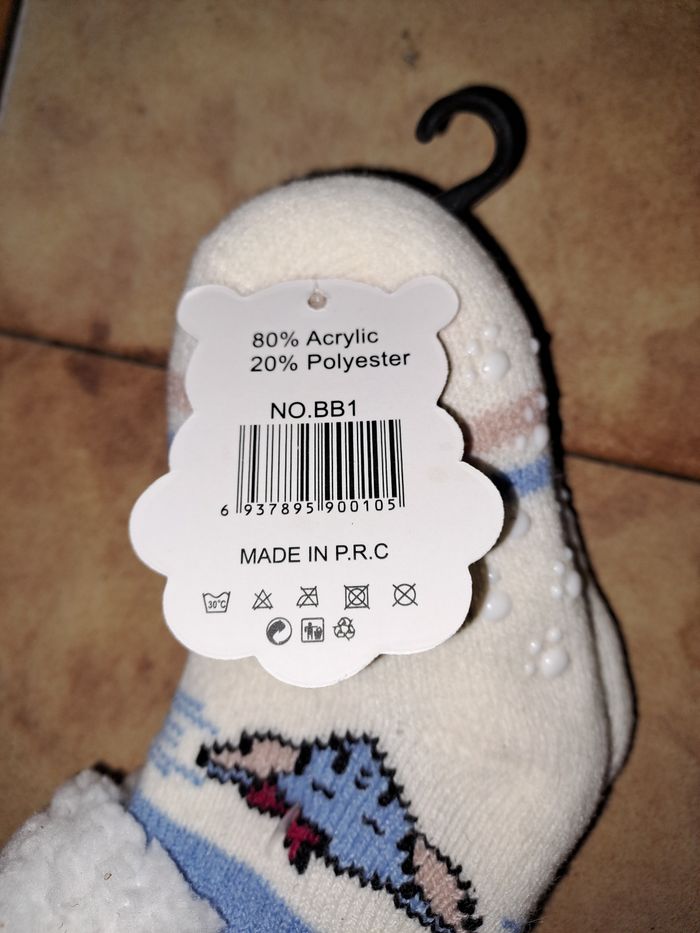 80% Acrylic
20% Polyester
NO.BB1
6 937895 900105
MADE IN P.R.C
30°C